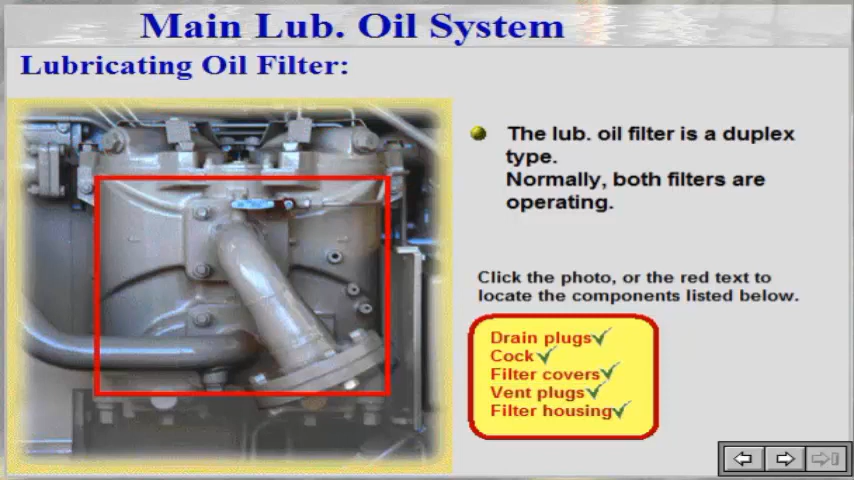 Main Lub. Oil System
Lubricating Oil Filter:
The lub. oil filter is a duplex
type.
Normally, both filters are
operating.
Click the photo, or the red text to
locate the components listed below.
Drain plugs
Cock
Filter covers
Vent plugs
Filter housing